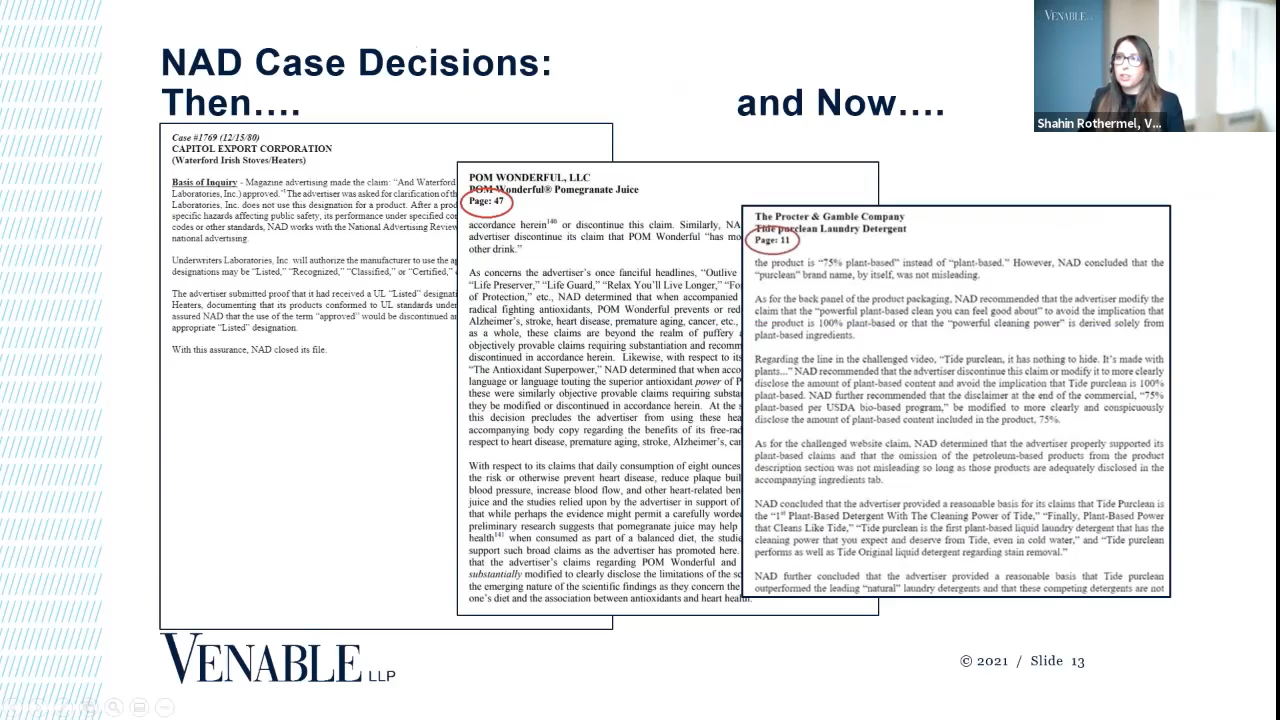 VENABLE
Shahin Rothermel, V...
NAD Case Decisions:
Then….
and Now….
Case #1769 (12/15/80)
CAPITOL EXPORT CORPORATION
(Waterford Irish Stoves/Heaters)
Basis of Inquiry - Magazine advertising made the claim: “And Waterford
Laboratories, Inc.) approved.” The advertiser was asked for clarification of th
Laboratories, Inc. does not use this designation for a product. After a prod
specific hazards affecting public safety, its performance under specified con
codes or other standards, NAD works with the National Advertising Review
national advertising.
Underwriters Laboratories, Inc. will authorize the manufacturer to use the ap
designations may be “Listed,” “Recognized,” “Classified,” or “Certified,”
The advertiser submitted proof that it had received a UL “Listed” designati
Heaters, documenting that its products conformed to UL standards unde
assured NAD that the use of the term “approved” would be discontinued an
appropriate “Listed” designation.
With this assurance, NAD closed its file.
POM WONDERFUL, LLC
POM Wonderful® Pomegranate Juice
Page: 47
accordance herein140 or discontinue this claim. Similarly, NA
advertiser discontinue its claim that POM Wonderful “has mo
other drink.”
As concerns the advertiser's once fanciful headlines, “Outlive
“Life Preserver,” “Life Guard,” “Relax You'll Live Longer,” “Fo
of Protection,” etc., NAD determined that when accompanied
radical fighting antioxidants, POM Wonderful prevents or red
Alzheimer's, stroke, heart disease, premature aging, cancer, etc.,
as a whole, these claims are beyond the realm of puffery a
objectively provable claims requiring substantiation and recomm
discontinued in accordance herein. Likewise, with respect to its
“The Antioxidant Superpower,” NAD determined that when acco
language or language touting the superior antioxidant power of P
these were similarly objective provable claims requiring substa
they be modified or discontinued in accordance herein. At the s
this decision precludes the advertiser from using these hea
accompanying body copy regarding the benefits of its free-rad
respect to heart disease, premature aging, stroke, Alzheimer's, can
With respect to its claims that daily consumption of eight ounces
the risk or otherwise prevent heart disease, reduce plaque buil
blood pressure, increase blood flow, and other heart-related ben
juice and the studies relied upon by the advertiser in support of
that while perhaps the evidence might permit a carefully worde
preliminary research suggests that pomegranate juice may help
health141 when consumed as part of a balanced diet, the studie
support such broad claims as the advertiser has promoted here.
that the advertiser's claims regarding POM Wonderful and
substantially modified to clearly disclose the limitations of the sc
the emerging nature of the scientific findings as they concern the
one's diet and the association between antioxidants and heart health.
The Procter & Gamble Company
Tide purclean Laundry Detergent
Page: 11
the product is “75% plant-based” instead of “plant-based.” However, NAD concluded that the
“purclean” brand name, by itself, was not misleading.
As for the back panel of the product packaging, NAD recommended that the advertiser modify the
claim that the “powerful plant-based clean you can feel good about” to avoid the implication that
the product is 100% plant-based or that the “powerful cleaning power” is derived solely from
plant-based ingredients.
Regarding the line in the challenged video, “Tide purclean, it has nothing to hide. It's made with
plants...” NAD recommended that the advertiser discontinue this claim or modify it to more clearly
disclose the amount of plant-based content and avoid the implication that Tide purclean is 100%
plant-based. NAD further recommended that the disclaimer at the end of the commercial, “75%
plant-based per USDA bio-based program,” be modified to more clearly and conspicuously
disclose the amount of plant-based content included in the product, 75%.
As for the challenged website claim, NAD determined that the advertiser properly supported its
plant-based claims and that the omission of the petroleum-based products from the product
description section was not misleading so long as those products are adequately disclosed in the
accompanying ingredients tab.
NAD concluded that the advertiser provided a reasonable basis for its claims that Tide Purclean is
the “1st Plant-Based Detergent With The Cleaning Power of Tide,” “Finally, Plant-Based Power
that Cleans Like Tide,” “Tide purclean is the first plant-based liquid laundry detergent that has the
cleaning power that you expect and deserve from Tide, even in cold water,” and “Tide purclean
performs as well as Tide Original liquid detergent regarding stain removal.”
NAD further concluded that the advertiser provided a reasonable basis that Tide purclean
outperformed the leading “natural” laundry detergents and that these competing detergents are not
VENABLE LLP
© 2021 / Slide 13